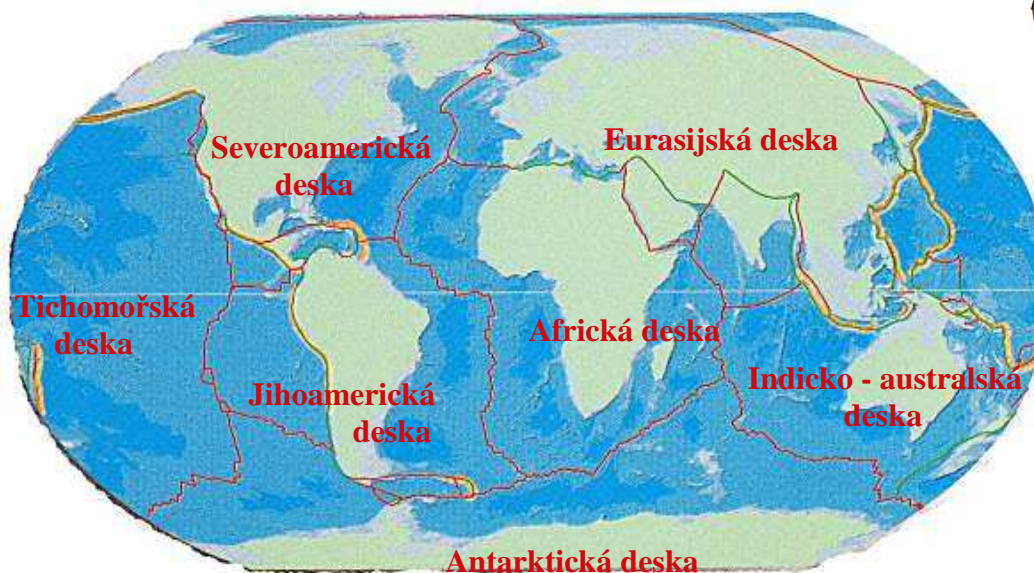 Severoamerická
deska
Eurasijská deska
Tichomořská
deska
Africká deska
Jihoamerická
deska
Indicko - australská
deska
Antarktická deska